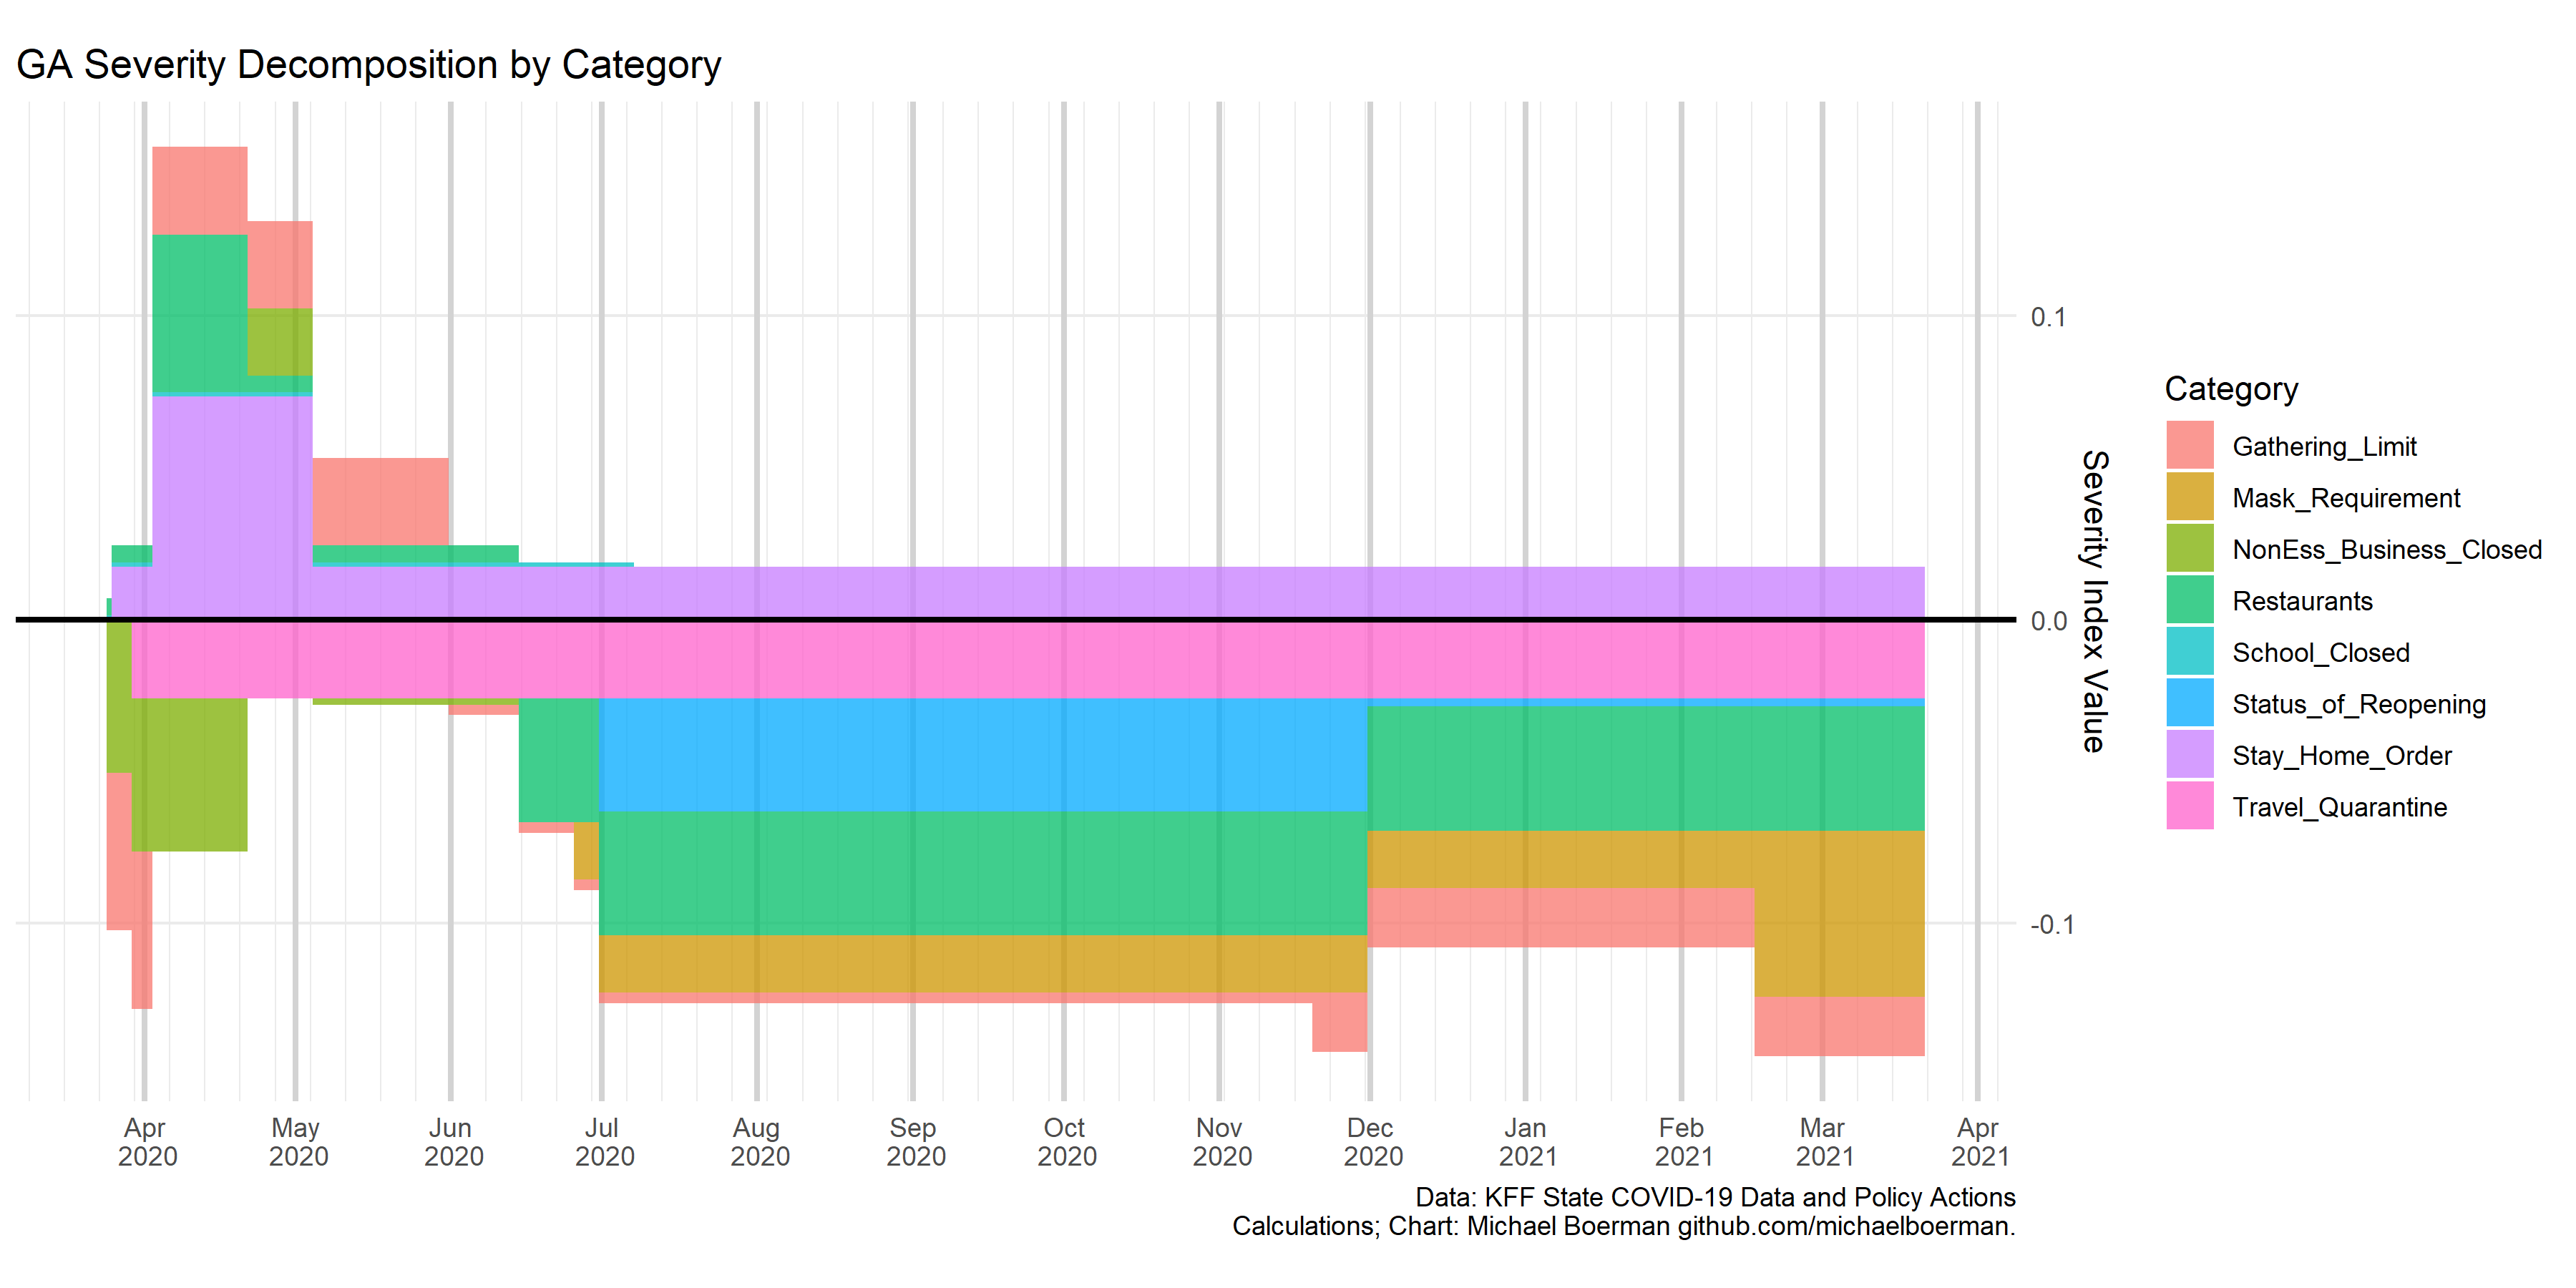 GA Severity Decomposition by Category
0.1
0.0
-0.1
Severity Index Value
Category
Gathering_Limit
Mask_Requirement
NonEss_Business_Closed
Restaurants
School_Closed
Status_of_Reopening
Stay_Home_Order
Travel_Quarantine
Apr May Jun Jul Aug Sep Oct Nov Dec Jan Feb Mar Apr
2020 2020 2020 2020 2020 2020 2020 2020 2020 2021 2021 2021 2021
Data: KFF State COVID-19 Data and Policy Actions
Calculations; Chart: Michael Boerman github.com/michaelboerman.